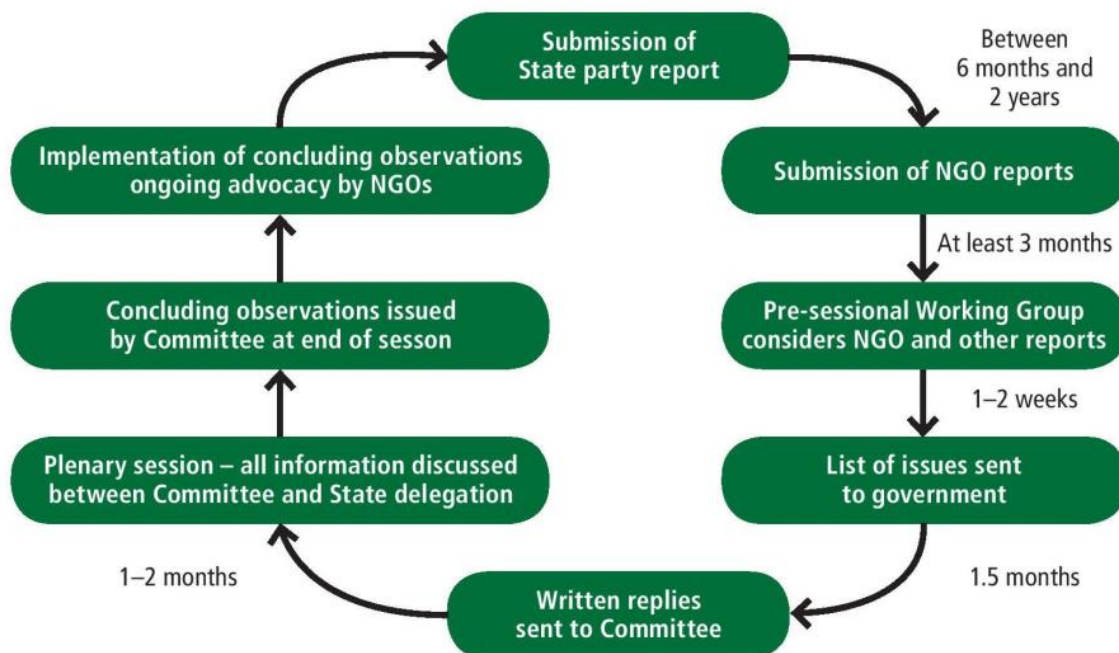 Submission of
State party report
Between
6 months and
2 years
Submission of NGO reports
At least 3 months
Pre-sessional Working Group
considers NGO and other reports
1–2 weeks
List of issues sent
to government
1.5 months
Written replies
sent to Committee
1–2 months
Plenary session – all information discussed
between Committee and State delegation
Concluding observations issued
by Committee at end of sesson
Implementation of concluding observations
ongoing advocacy by NGOs